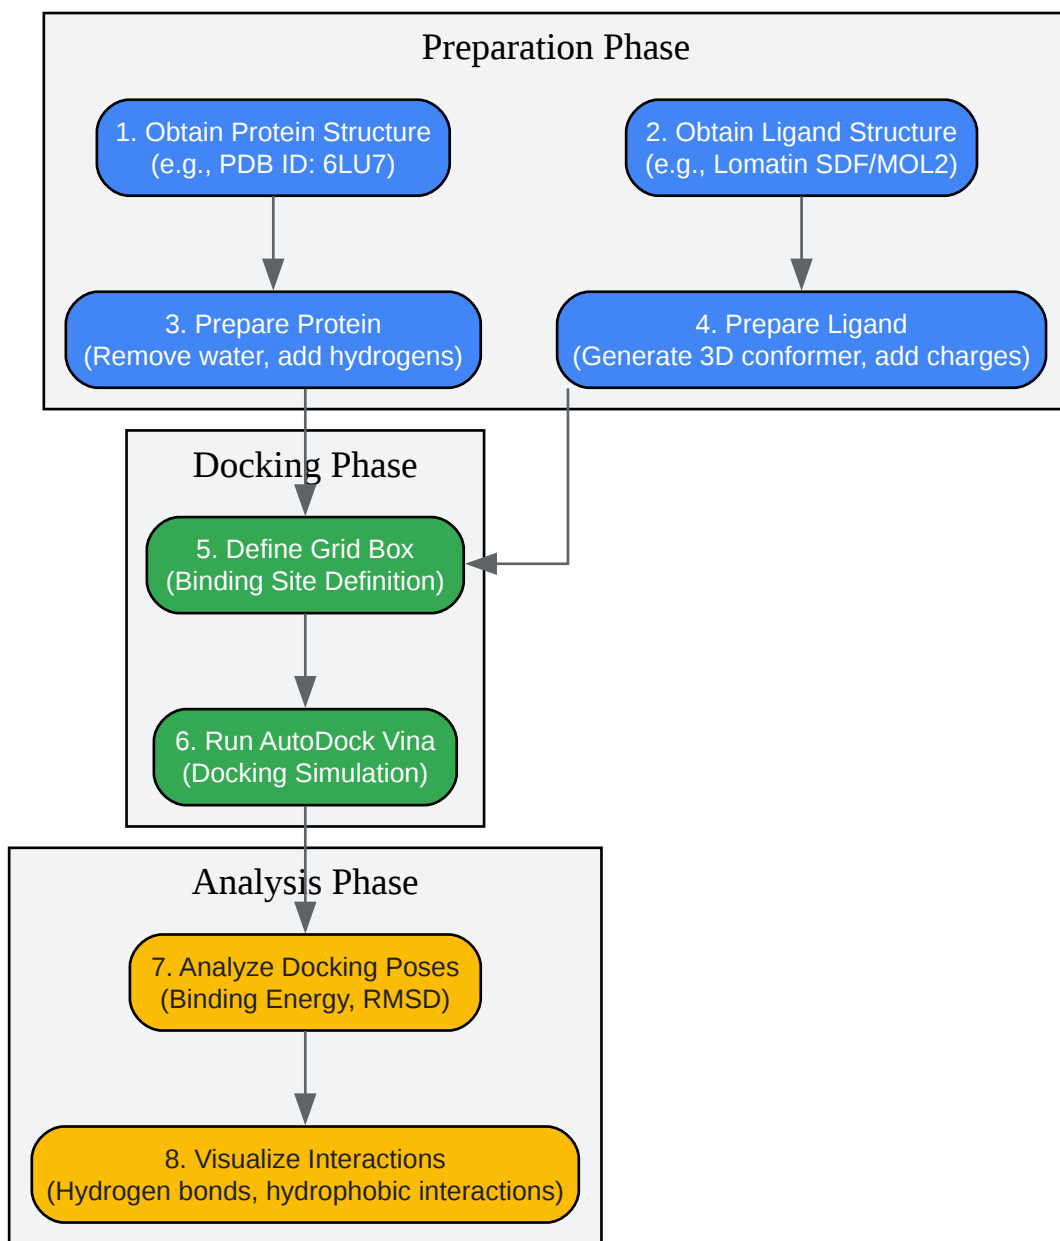 Preparation Phase
1. Obtain Protein Structure
(e.g., PDB ID: 6LU7)
2. Obtain Ligand Structure
(e.g., Lomatin SDF/MOL2)
3. Prepare Protein
(Remove water, add hydrogens)
4. Prepare Ligand
(Generate 3D conformer, add charges)
Docking Phase
5. Define Grid Box
(Binding Site Definition)
6. Run AutoDock Vina
(Docking Simulation)
Analysis Phase
7. Analyze Docking Poses
(Binding Energy, RMSD)
8. Visualize Interactions
(Hydrogen bonds, hydrophobic interactions)